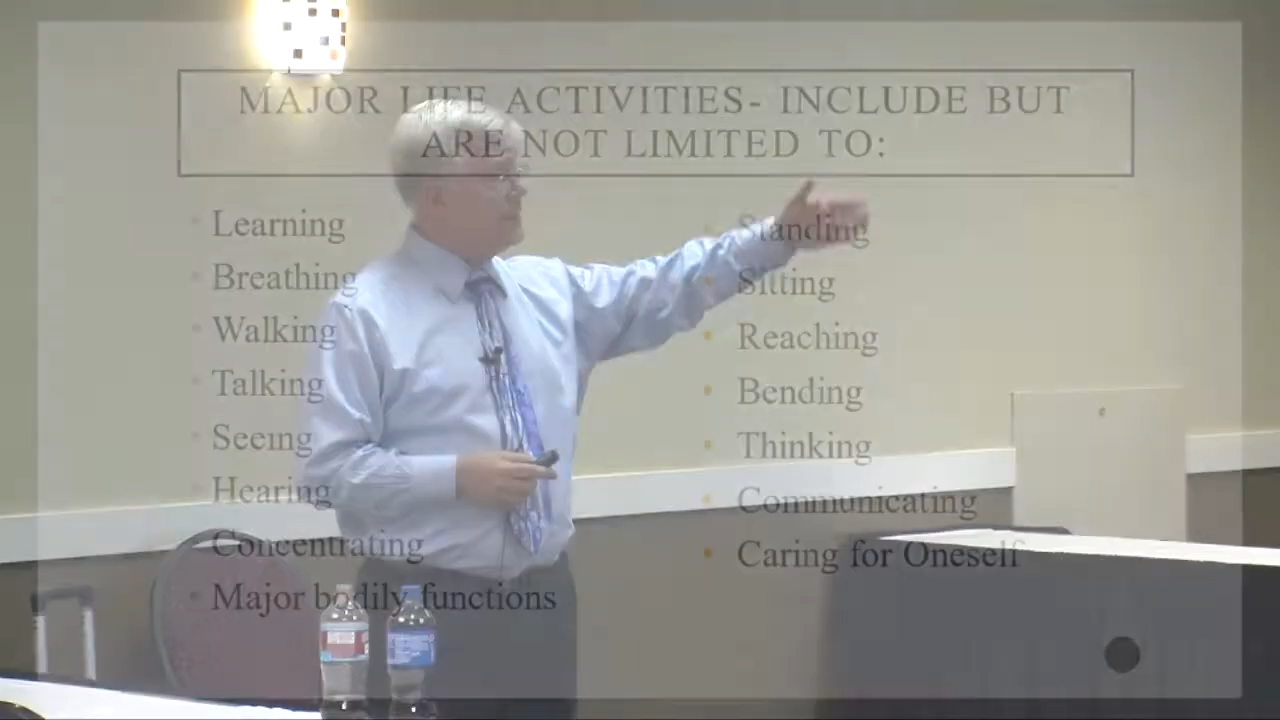 MAJOR LIFE ACTIVITIES- INCLUDE BUT
ARE NOT LIMITED TO:
Learning
Breathing
Walking
Talking
Seeing
Hearing
Concentrating
Major bodily functions
Standing
Sitting
Reaching
Bending
Thinking
Communicating
Caring for Oneself